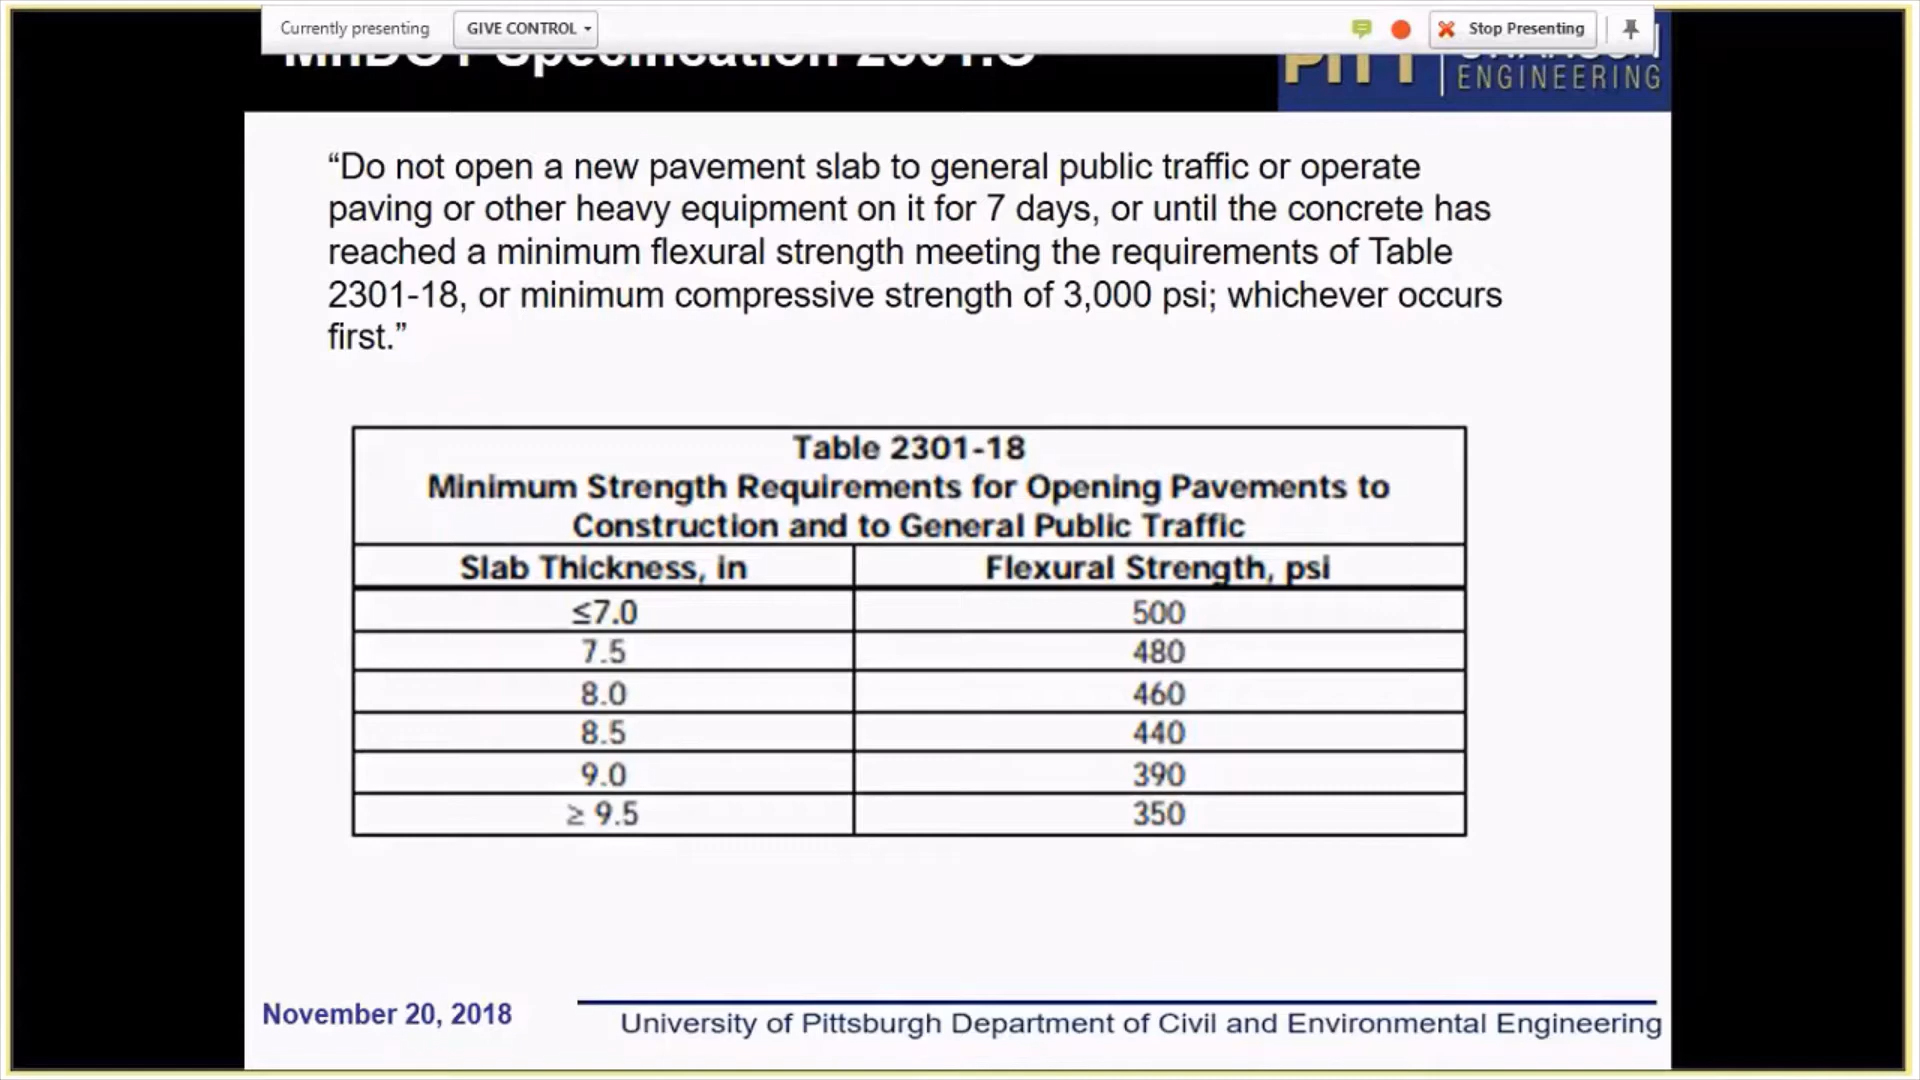 Currently presenting GIVE CONTROL Stop Presenting
MnDOT Specification 2301.
PITT
ENGINEERING
“Do not open a new pavement slab to general public traffic or operate
paving or other heavy equipment on it for 7 days, or until the concrete has
reached a minimum flexural strength meeting the requirements of Table
2301-18, or minimum compressive strength of 3,000 psi; whichever occurs
first.”
Table 2301-18
Minimum Strength Requirements for Opening Pavements to
Construction and to General Public Traffic
Slab Thickness, in Flexural Strength, psi
≤7.0 500
7.5 480
8.0 460
8.5 440
9.0 390
≥ 9.5 350
November 20, 2018
University of Pittsburgh Department of Civil and Environmental Engineering